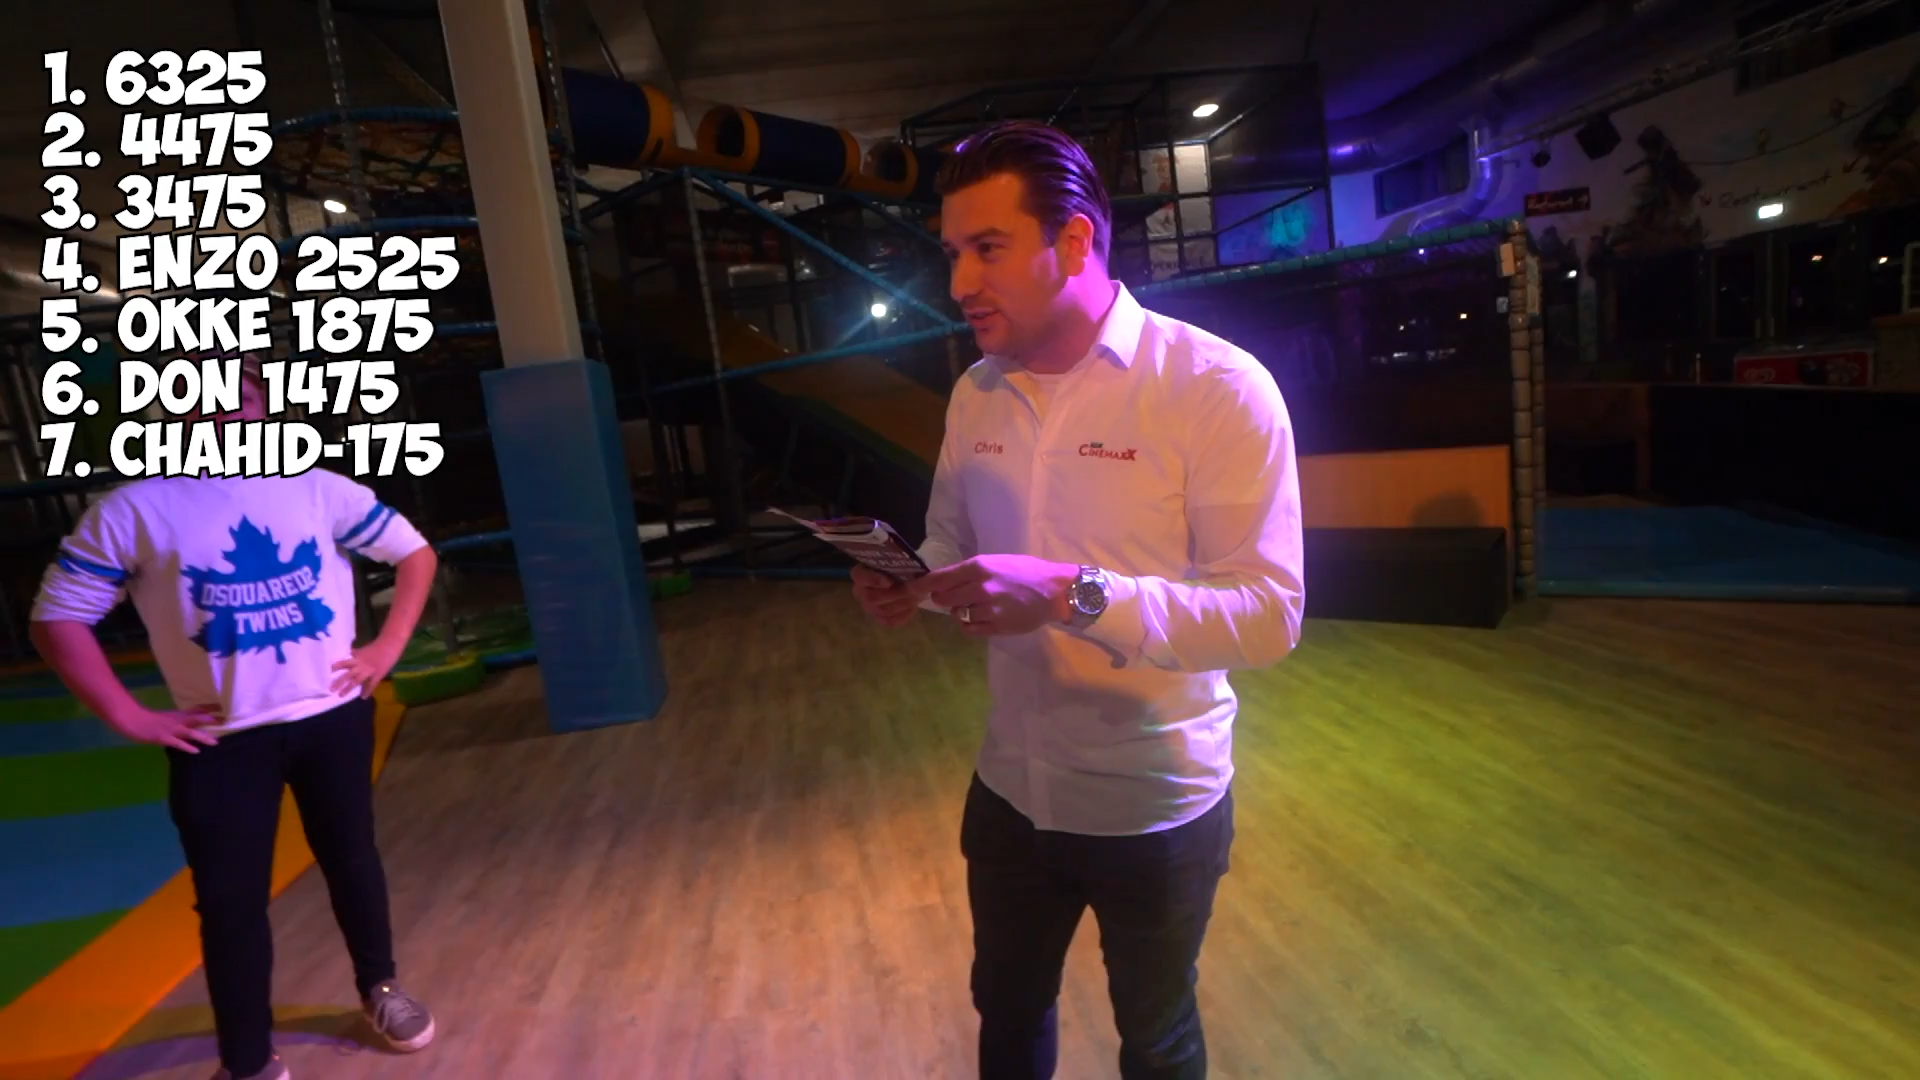 1. 6325
2. 4475
3. 3475
4. ENZO 2525
5. OKKE 1875
6. DON 1475
7. CHAHID-175
Chris
CINEMAXX
DSQUARED2
TWINS
Restaurant